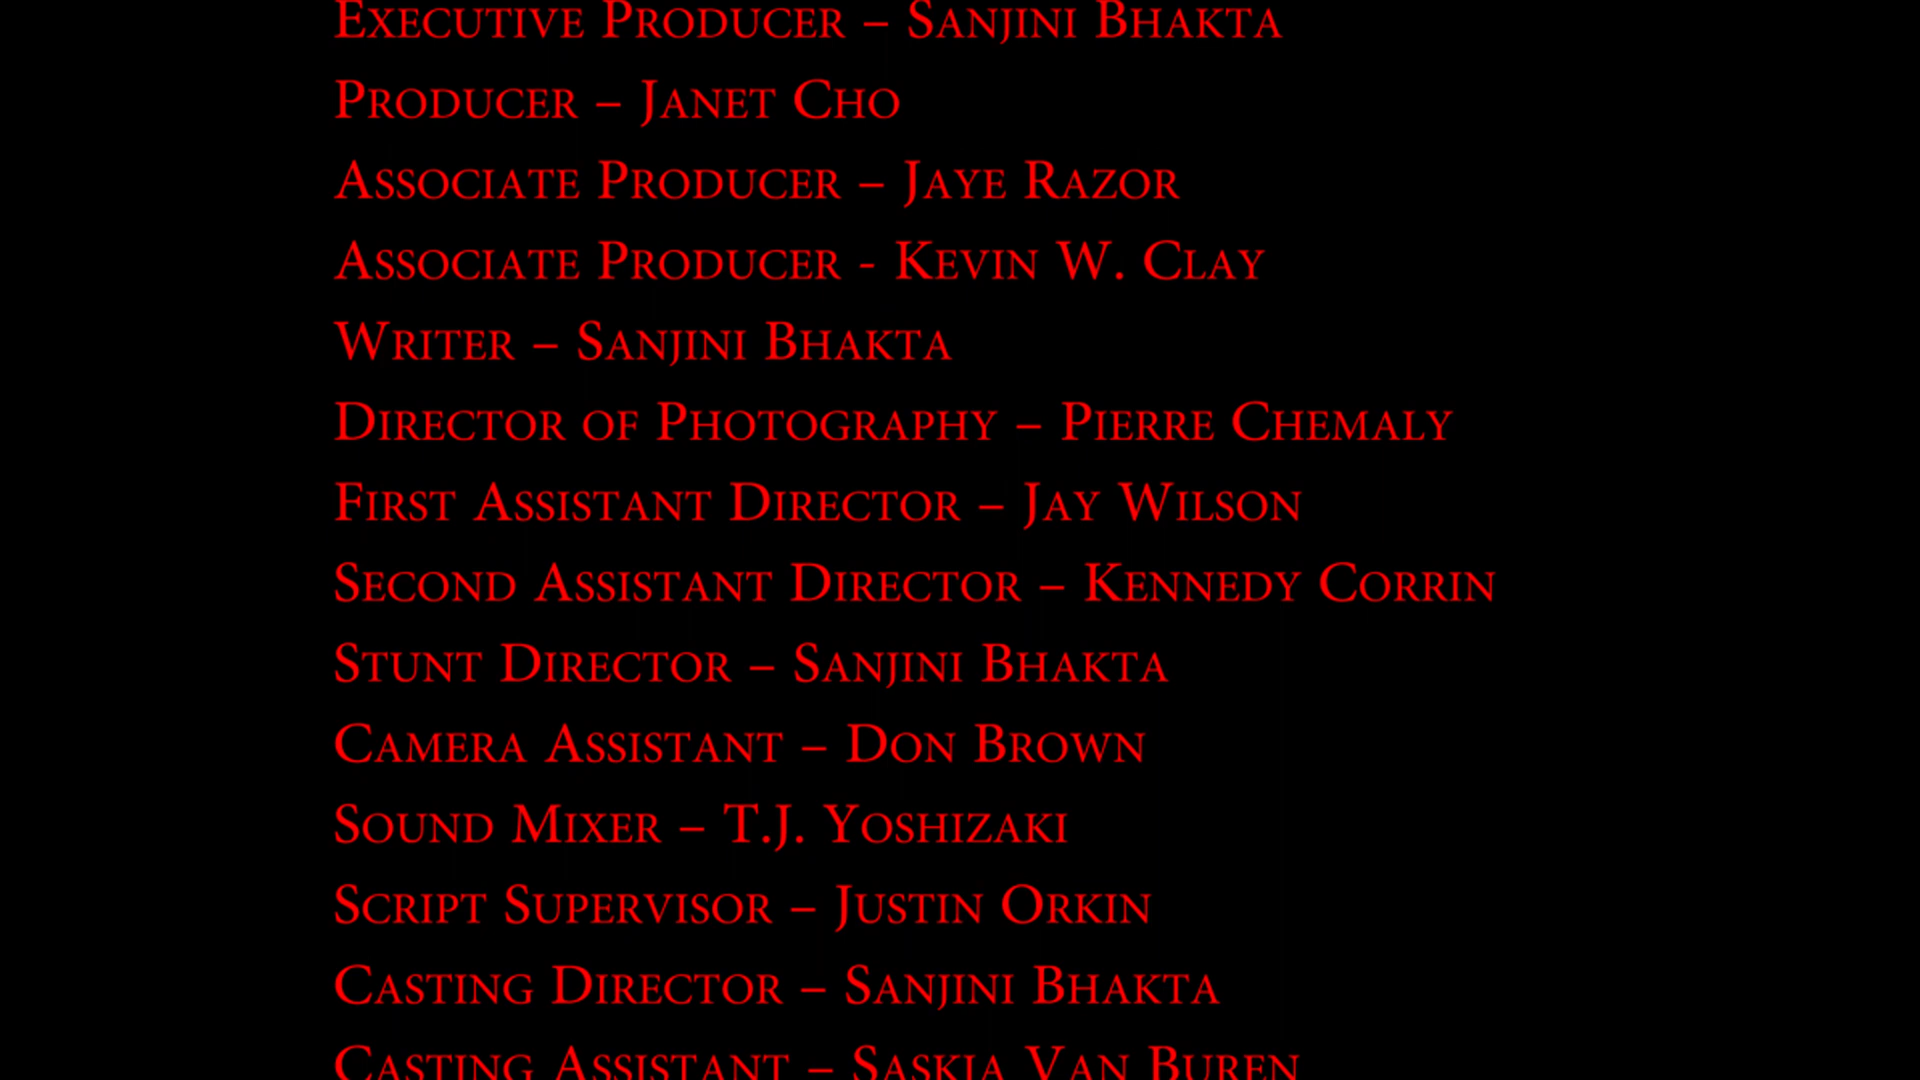 Executive Producer – Sanjini Bhakta
Producer – Janet Cho
Associate Producer – Jaye Razor
Associate Producer - Kevin W. Clay
Writer – Sanjini Bhakta
Director of Photography – Pierre Chemaly
First Assistant Director – Jay Wilson
Second Assistant Director – Kennedy Corrin
Stunt Director – Sanjini Bhakta
Camera Assistant – Don Brown
Sound Mixer – T.J. Yoshizaki
Script Supervisor – Justin Orkin
Casting Director – Sanjini Bhakta
Casting Assistant – Saskia Van Buren